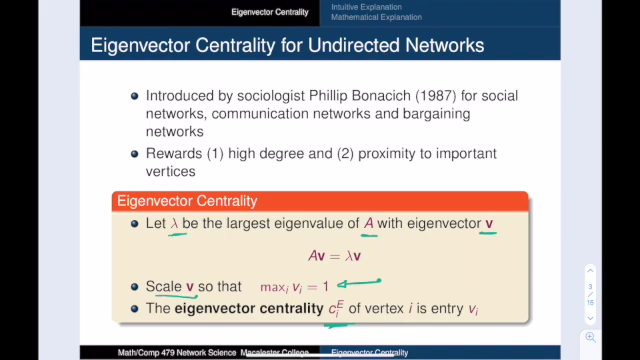 Eigenvector Centrality
Intuitive Explanation
Mathematical Explanation
Eigenvector Centrality for Undirected Networks
Introduced by sociologist Phillip Bonacich (1987) for social
networks, communication networks and bargaining
networks
Rewards (1) high degree and (2) proximity to important
vertices
Eigenvector Centrality
Let λ be the largest eigenvalue of A with eigenvector v
Av = λv
Scale v so that max_i v_i = 1
The eigenvector centrality c_i^E of vertex i is entry v_i
Math/Comp 479 Network Science Macalester College Eigenvector Centrality
3
/
15